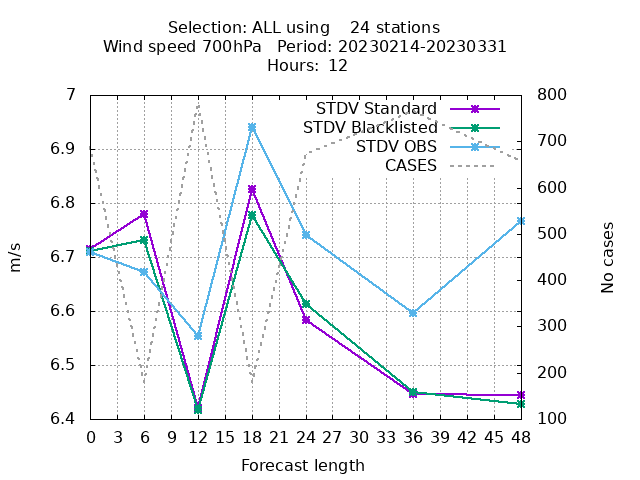 Selection: ALL using    24 stations
Wind speed 700hPa   Period: 20230214-20230331
Hours:  12
7
6.9
6.8
6.7
6.6
6.5
6.4
m/s
STDV Standard
STDV Blacklisted
STDV OBS
CASES
800
700
600
500
400
300
200
100
No cases
0 3 6 9 12 15 18 21 24 27 30 33 36 39 42 45 48
Forecast length